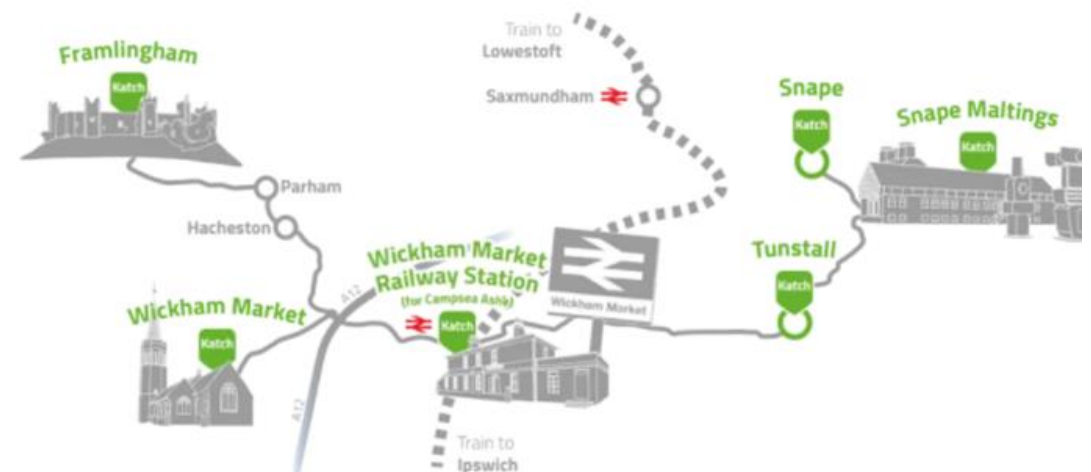 Train to
Lowestoft
Framlingham
Katch
Saxmundham
Snape
Katch
Snape Maltings
Katch
Parham
Hacheston
Wickham Market
Railway Station
(for Campsea Ashe)
Katch
Wickham Market
Tunstall
Katch
A12
Wickham Market
Katch
A12
Train to
Ipswich